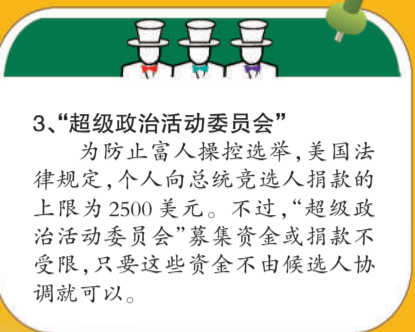 3、“超级政治活动委员会”
为防止富人操控选举，美国法
律规定，个人向总统竞选人捐款的
上限为2500美元。不过，“超级政
治活动委员会”募集资金或捐款不
受限，只要这些资金不由候选人协
调就可以。